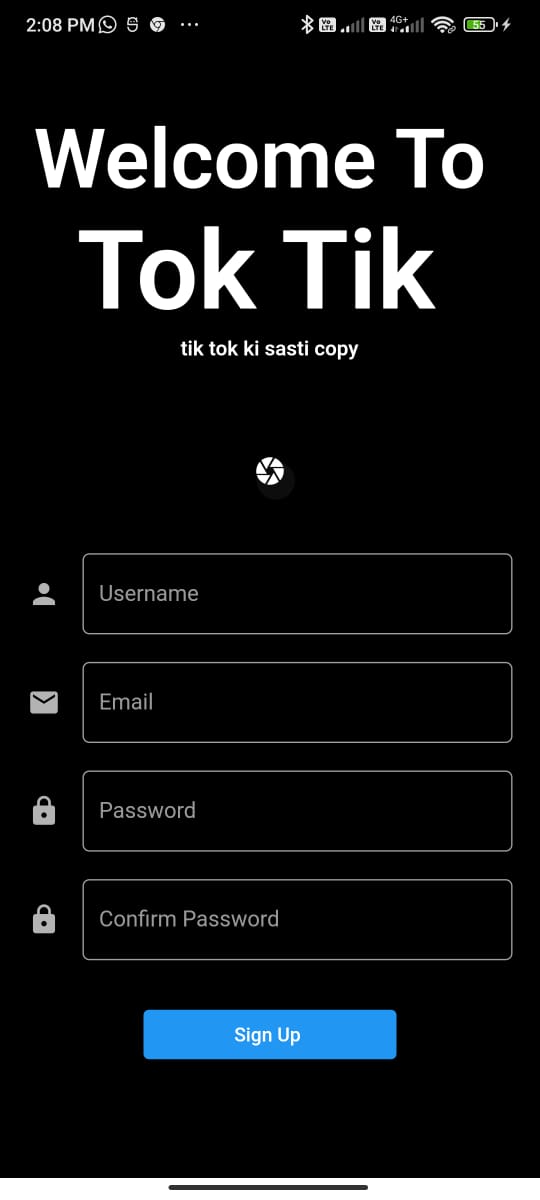 2:08 PM
Vo LTE
Vo LTE
4G+
55
Welcome To
Tok Tik
tik tok ki sasti copy
Username
Email
Password
Confirm Password
Sign Up